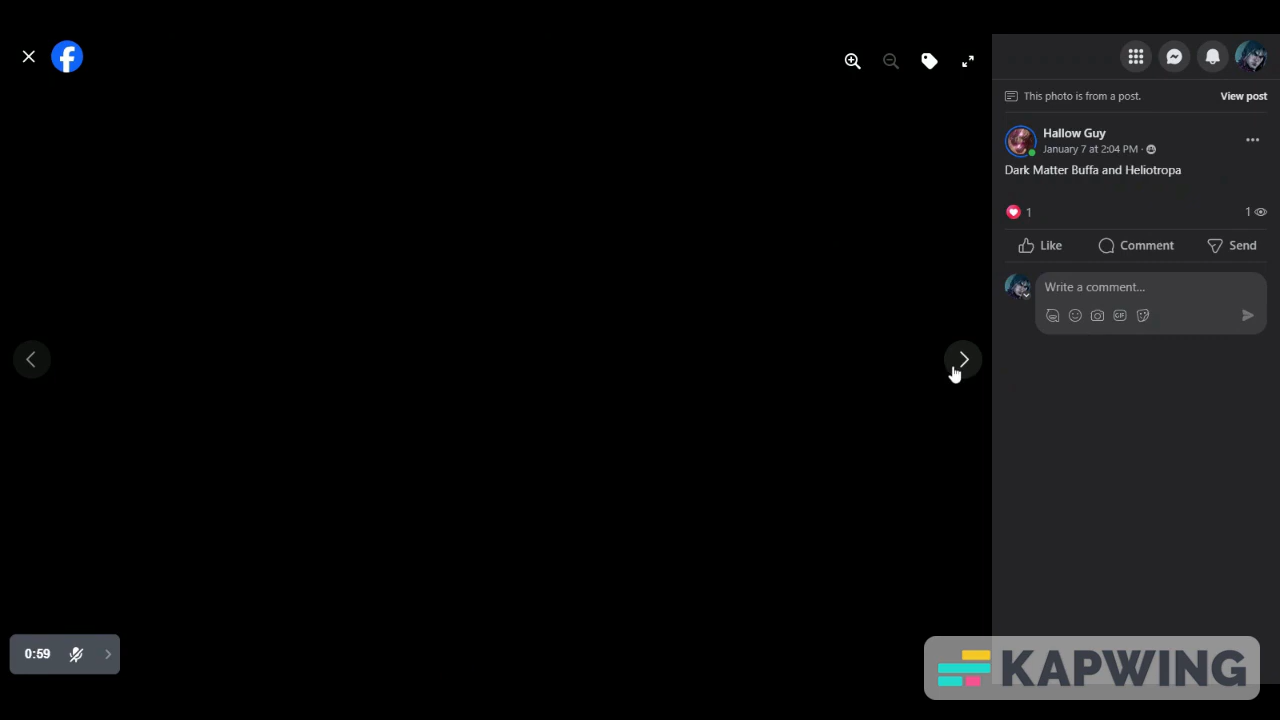 This photo is from a post.
View post
Hallow Guy
January 7 at 2:04 PM ·
Dark Matter Buffa and Heliotropa
1
1
Like
Comment
Send
Write a comment...
GIF
0:59
KAPWING